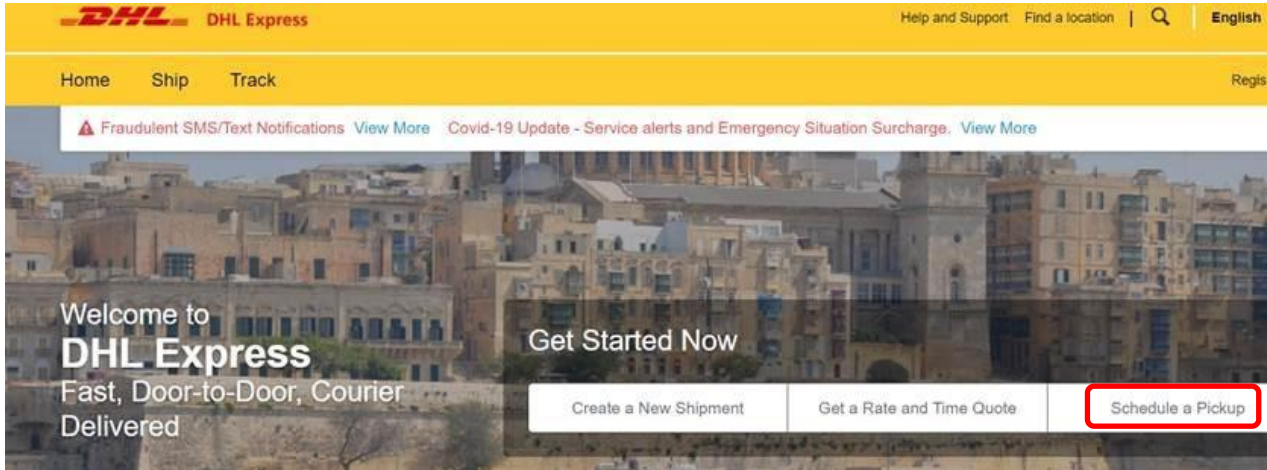 DHL DHL Express Help and Support Find a location | English
Home Ship Track Regis
Fraudulent SMS/Text Notifications View More Covid-19 Update - Service alerts and Emergency Situation Surcharge. View More
Welcome to
DHL Express
Fast, Door-to-Door, Courier
Delivered
Get Started Now
Create a New Shipment Get a Rate and Time Quote Schedule a Pickup